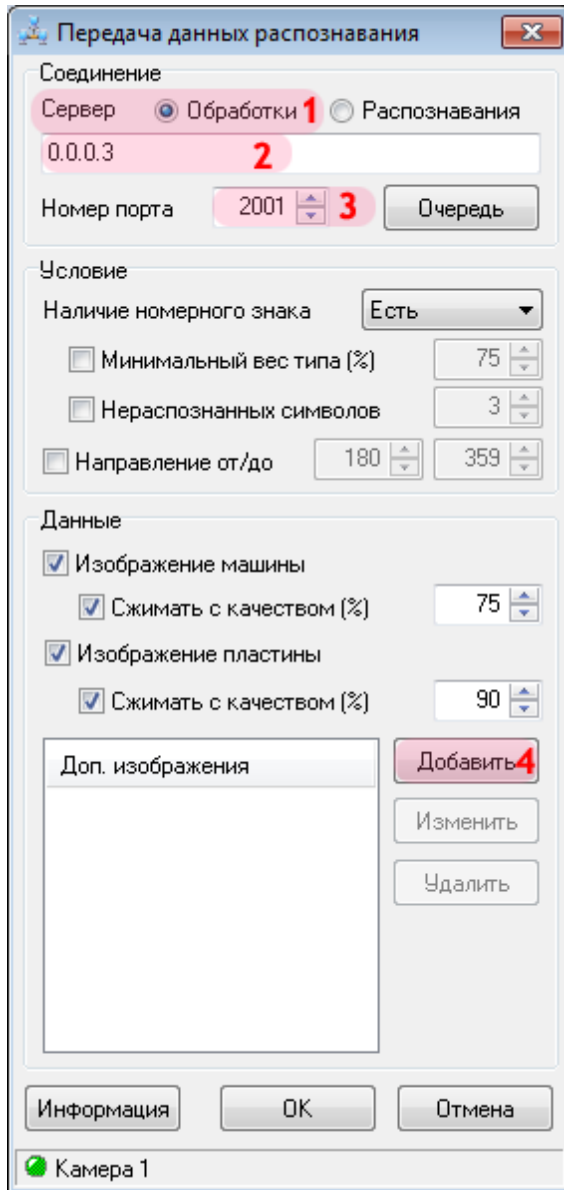 Передача данных распознавания
Соединение
Сервер Обработки 1 Распознавания
0.0.0.3 2
Номер порта 2001 3 Очередь
Условие
Наличие номерного знака Есть
Минимальный вес типа (%) 75
Нераспознанных символов 3
Направление от/до 180 359
Данные
Изображение машины
Сжимать с качеством (%) 75
Изображение пластины
Сжимать с качеством (%) 90
Доп. изображения Добавить 4
Изменить
Удалить
Информация OK Отмена
Камера 1